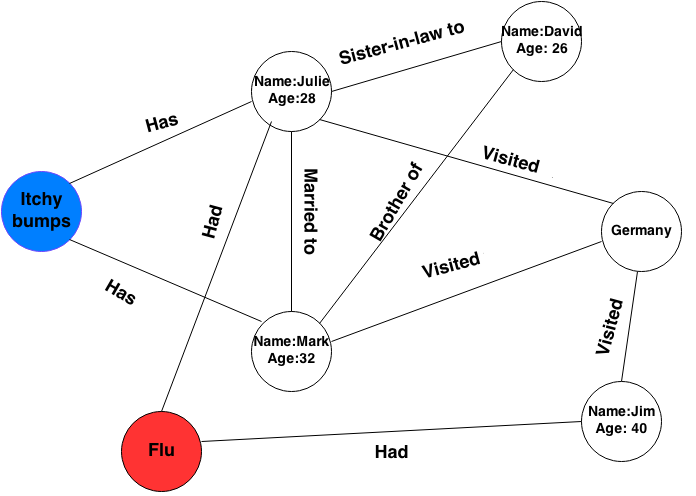 Name:David
Age: 26
Sister-in-law to
Name:Julie
Age:28
Has
Visited
Itchy
bumps
Had
Married to
Brother of
Germany
Visited
Has
Name:Mark
Age:32
Visited
Name:Jim
Age: 40
Flu
Had